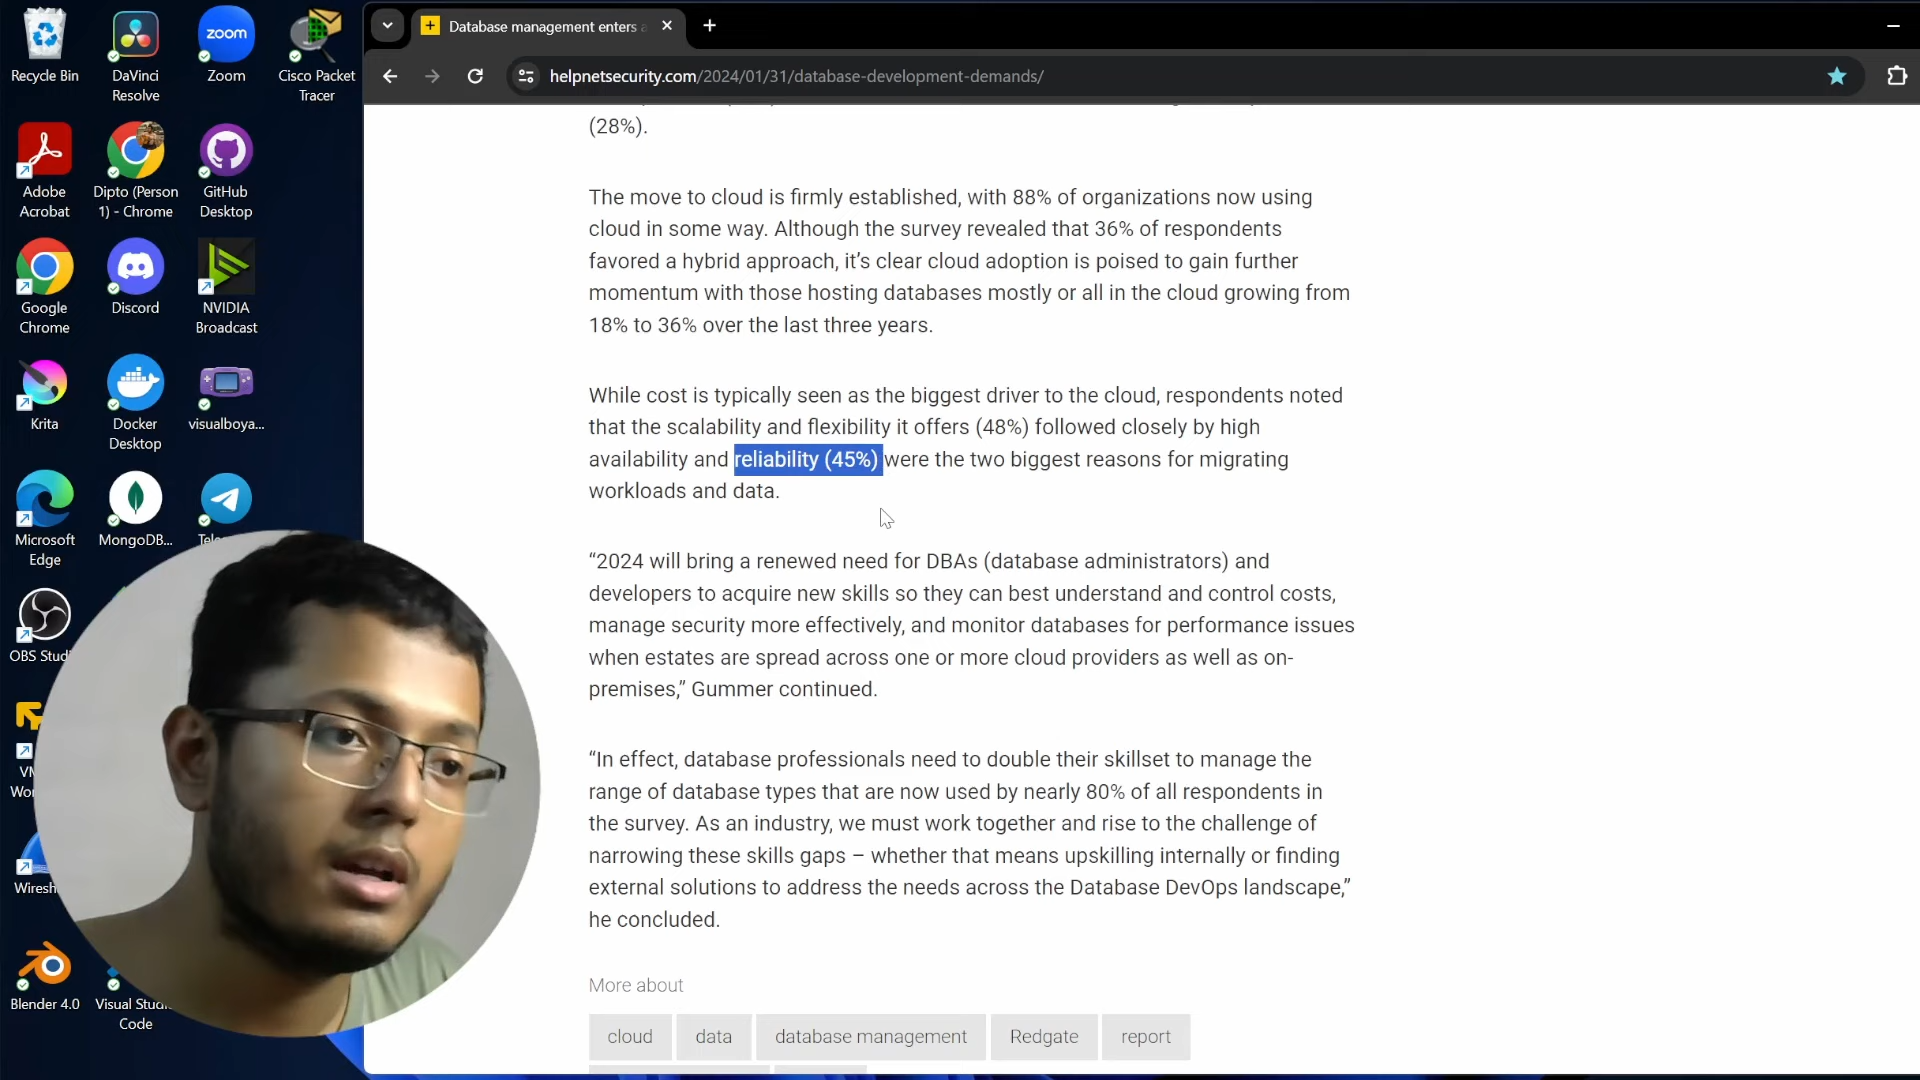 Recycle Bin
DaVinci
Resolve
zoom
Zoom
Cisco Packet
Tracer
Adobe
Acrobat
Dipto (Person
1) - Chrome
GitHub
Desktop
Google
Chrome
Discord
NVIDIA
Broadcast
Krita
Docker
Desktop
visualboya...
Microsoft
Edge
MongoDB...
OBS
Blender 4.0
Code
Database management enters
helpnetsecurity.com/2024/01/31/database-development-demands/
(28%).
The move to cloud is firmly established, with 88% of organizations now using
cloud in some way. Although the survey revealed that 36% of respondents
favored a hybrid approach, it’s clear cloud adoption is poised to gain further
momentum with those hosting databases mostly or all in the cloud growing from
18% to 36% over the last three years.
While cost is typically seen as the biggest driver to the cloud, respondents noted
that the scalability and flexibility it offers (48%) followed closely by high
availability and reliability (45%) were the two biggest reasons for migrating
workloads and data.
“2024 will bring a renewed need for DBAs (database administrators) and
developers to acquire new skills so they can best understand and control costs,
manage security more effectively, and monitor databases for performance issues
when estates are spread across one or more cloud providers as well as on-
premises,” Gummer continued.
“In effect, database professionals need to double their skillset to manage the
range of database types that are now used by nearly 80% of all respondents in
the survey. As an industry, we must work together and rise to the challenge of
narrowing these skills gaps – whether that means upskilling internally or finding
external solutions to address the needs across the Database DevOps landscape,”
he concluded.
More about
cloud
data
database management
Redgate
report